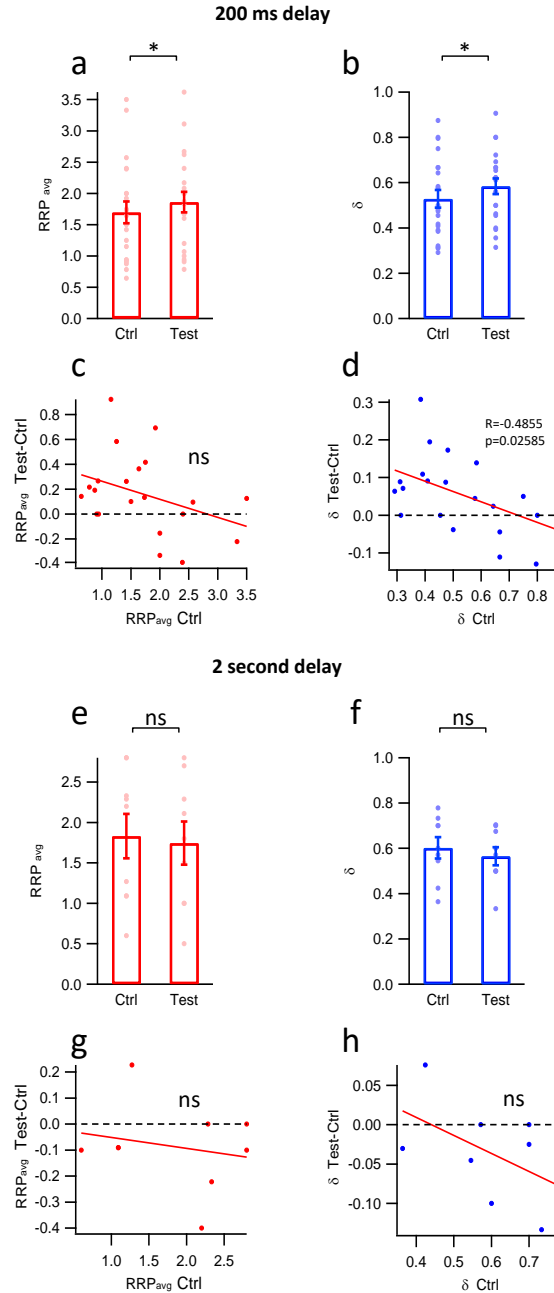 200 ms delay
a
*
RRP avg
3.5
3.0
2.5
2.0
1.5
1.0
0.5
0.0
Ctrl Test
b
*
δ
1.0
0.8
0.6
0.4
0.2
0.0
Ctrl Test
c
RRPavg Test-Ctrl
0.8
0.6
0.4
0.2
0.0
-0.2
-0.4
ns
1.0 1.5 2.0 2.5 3.0 3.5
RRPavg Ctrl
d
δ Test-Ctrl
0.3
0.2
0.1
0.0
-0.1
R=-0.4855
p=0.02585
0.3 0.4 0.5 0.6 0.7 0.8
δ Ctrl
2 second delay
e
ns
RRP avg
2.5
2.0
1.5
1.0
0.5
0.0
Ctrl Test
f
ns
δ
1.0
0.8
0.6
0.4
0.2
0.0
Ctrl Test
g
RRPavg Test-Ctrl
0.2
0.1
0.0
-0.1
-0.2
-0.3
-0.4
ns
1.0 1.5 2.0 2.5
RRPavg Ctrl
h
δ Test-Ctrl
0.05
0.00
-0.05
-0.10
ns
0.4 0.5 0.6 0.7
δ Ctrl